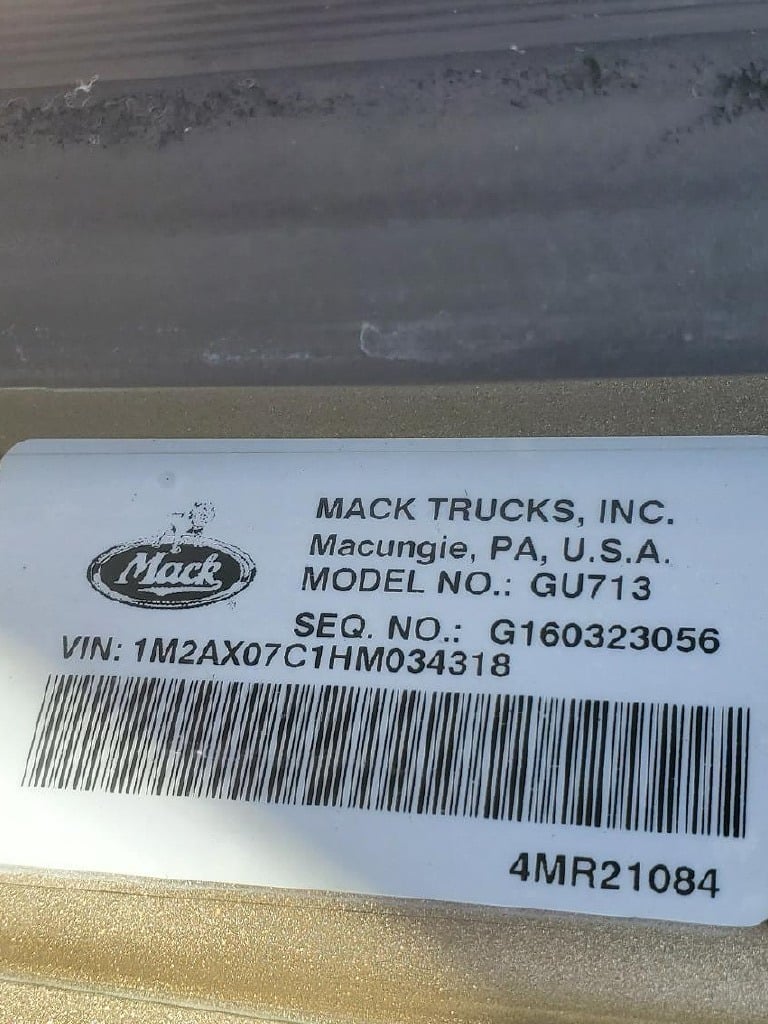 Mack
MACK TRUCKS, INC.
Macungie, PA, U.S.A.
MODEL NO.: GU713
SEQ. NO.: G160323056
VIN: 1M2AX07C1HM034318
4MR21084